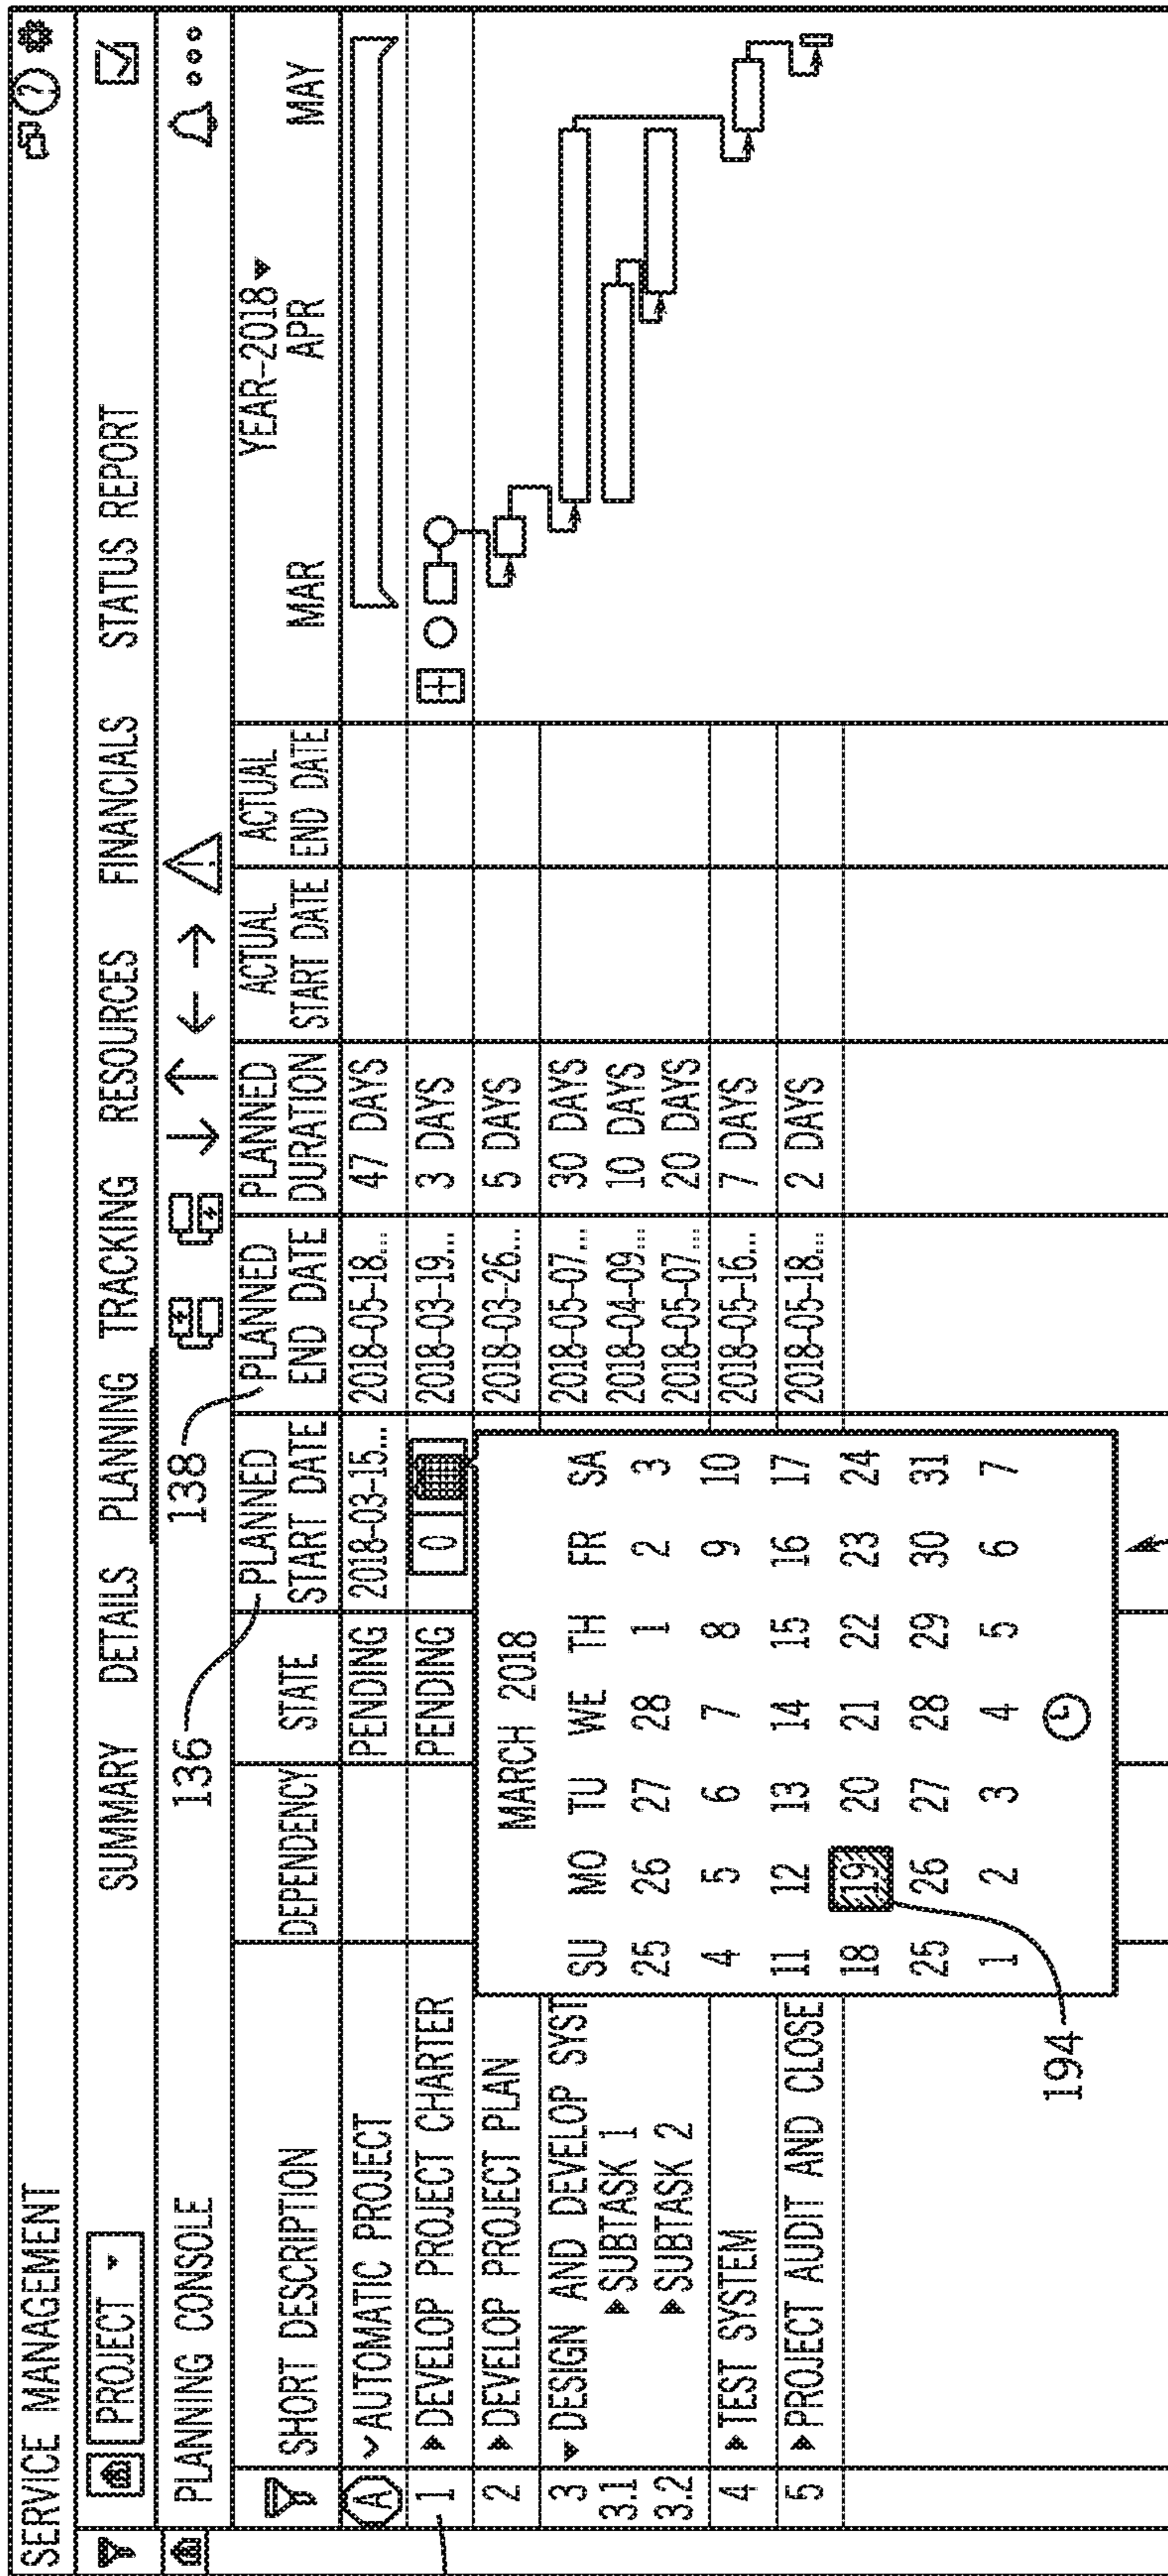 SERVICE MANAGEMENT
?
PROJECT ▾ SUMMARY DETAILS PLANNING TRACKING RESOURCES FINANCIALS STATUS REPORT
PLANNING CONSOLE 136 138
YEAR-2018 ▾
SHORT DESCRIPTION DEPENDENCY STATE PLANNED START DATE PLANNED END DATE PLANNED DURATION ACTUAL START DATE ACTUAL END DATE MAR APR MAY
A AUTOMATIC PROJECT PENDING 2018-03-15... 2018-05-18... 47 DAYS
1 DEVELOP PROJECT CHARTER PENDING 0 2018-03-19... 3 DAYS
2 DEVELOP PROJECT PLAN 2018-03-26... 5 DAYS
3 DESIGN AND DEVELOP SYST 2018-05-07... 30 DAYS
3.1 SUBTASK 1 2018-04-09... 10 DAYS
3.2 SUBTASK 2 2018-05-07... 20 DAYS
4 TEST SYSTEM 2018-05-16... 7 DAYS
5 PROJECT AUDIT AND CLOSE 2018-05-18... 2 DAYS
MARCH 2018
SU MO TU WE TH FR SA
25 26 27 28 1 2 3
4 5 6 7 8 9 10
11 12 13 14 15 16 17
18 19 20 21 22 23 24
25 26 27 28 29 30 31
1 2 3 4 5 6 7
194